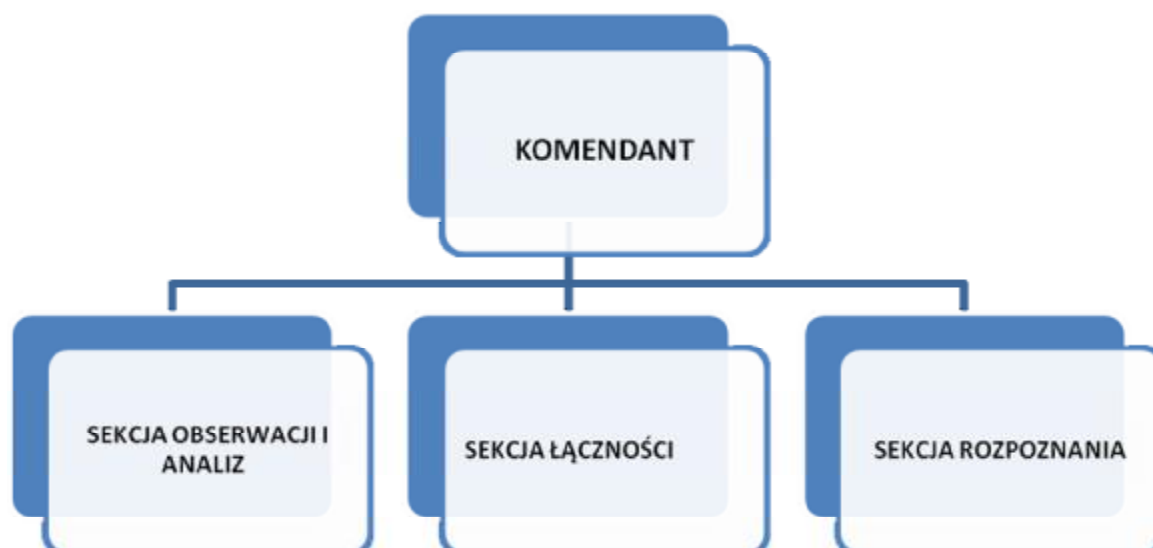 KOMENDANT
SEKCJA OBSERWACJI I
ANALIZ
SEKCJA ŁĄCZNOŚCI
SEKCJA ROZPOZNANIA